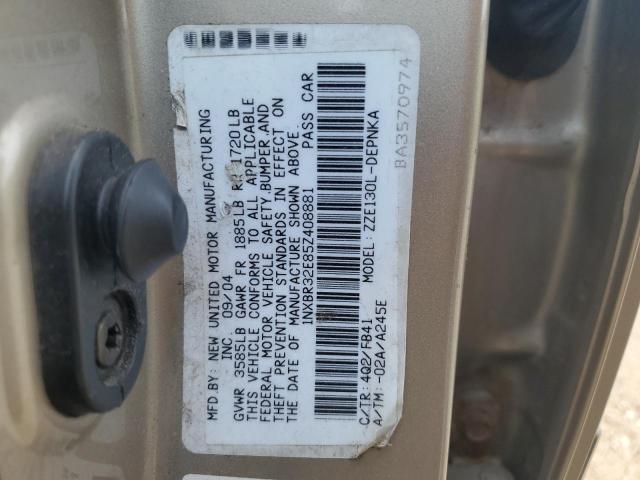 MFD.BY: NEW UNITED MOTOR MANUFACTURING
INC. 09/04
GVWR 3585LB GAWR FR 1885LB RR 1720LB
THIS VEHICLE CONFORMS TO ALL APPLICABLE
FEDERAL MOTOR VEHICLE SAFETY,BUMPER,AND
THEFT PREVENTION STANDARDS IN EFFECT ON
THE DATE OF MANUFACTURE SHOWN ABOVE.
1NXBR32E85Z408881 PASS CAR
MODEL: ZZE130L-DEPNKA
C/TR: 4Q2/FB41
A/TM: -02A/A245E
BA3570974